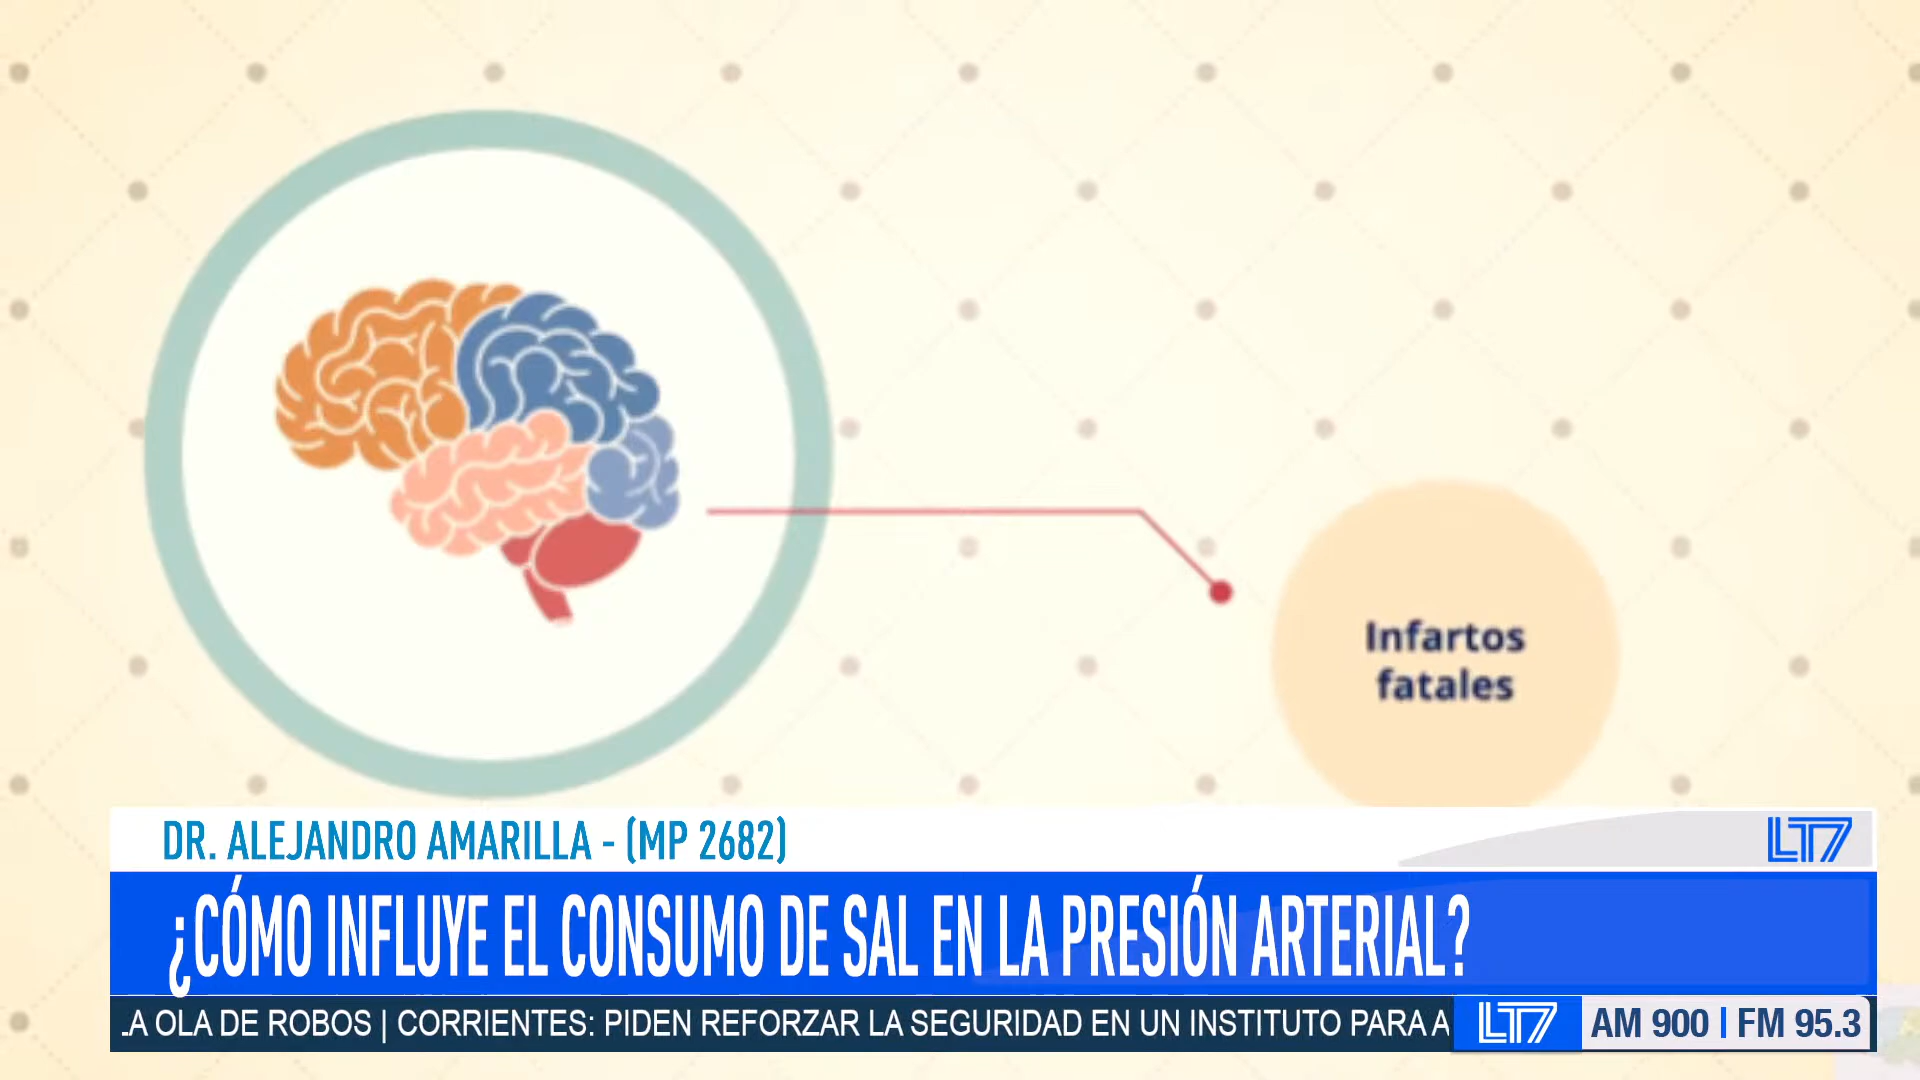 Infartos
fatales
DR. ALEJANDRO AMARILLA - (MP 2682)
LT7
¿CÓMO INFLUYE EL CONSUMO DE SAL EN LA PRESIÓN ARTERIAL?
LA OLA DE ROBOS | CORRIENTES: PIDEN REFORZAR LA SEGURIDAD EN UN INSTITUTO PARA A
LT7
AM 900 | FM 95.3